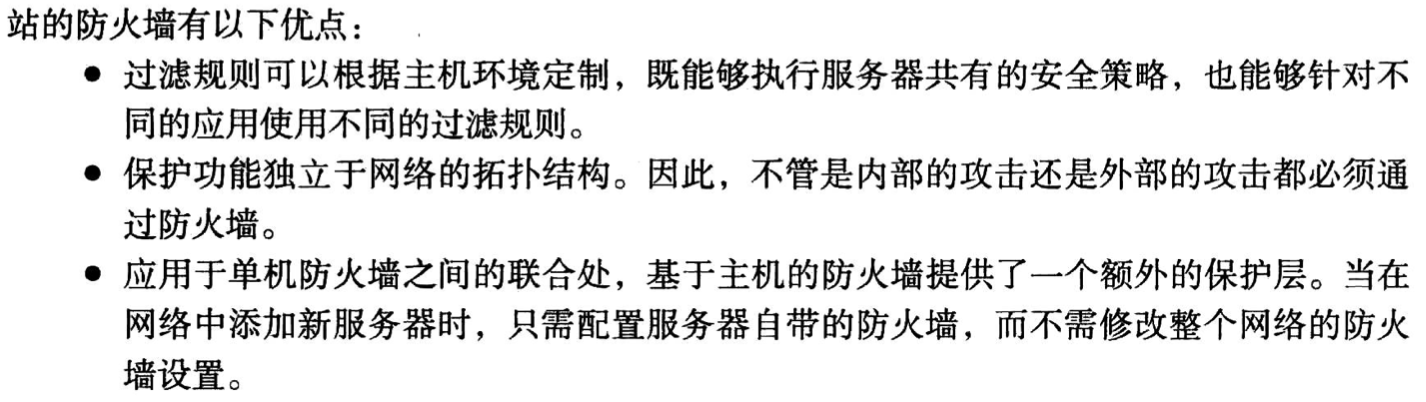 站的防火墙有以下优点：
● 过滤规则可以根据主机环境定制，既能够执行服务器共有的安全策略，也能够针对不
同的应用使用不同的过滤规则。
● 保护功能独立于网络的拓扑结构。因此，不管是内部的攻击还是外部的攻击都必须通
过防火墙。
● 应用于单机防火墙之间的联合处，基于主机的防火墙提供了一个额外的保护层。当在
网络中添加新服务器时，只需配置服务器自带的防火墙，而不需修改整个网络的防火
墙设置。